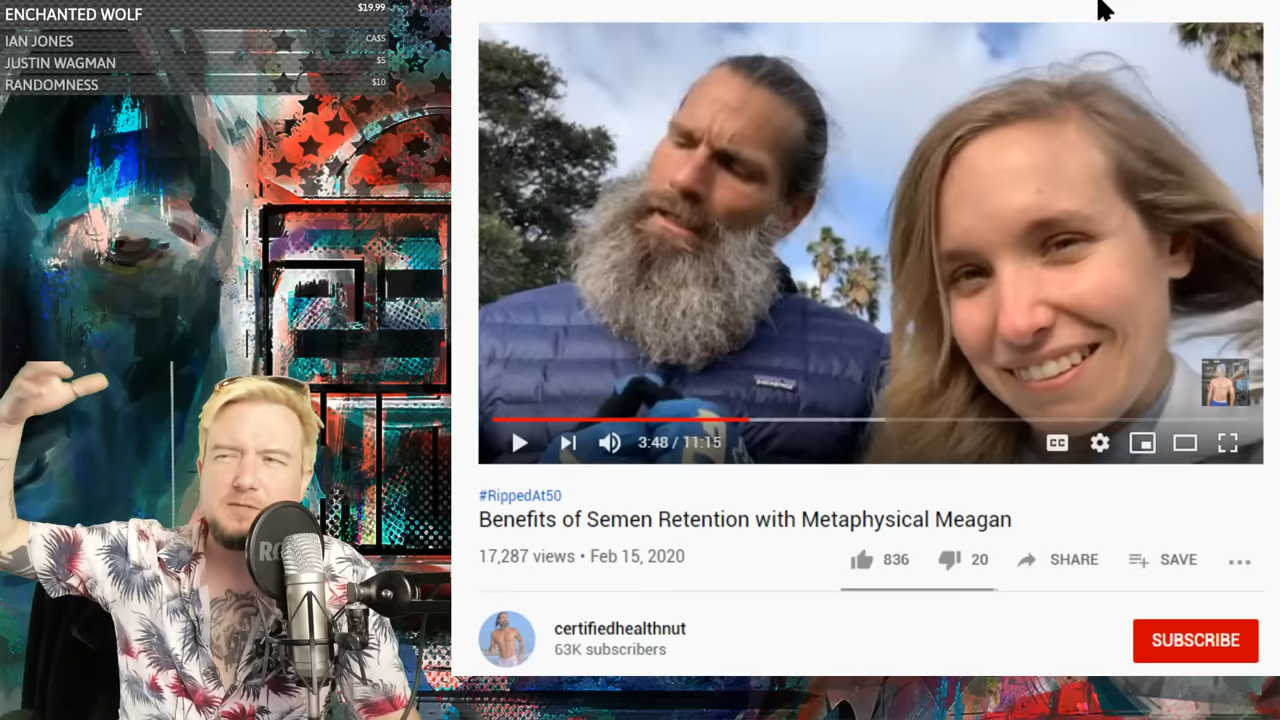 ENCHANTED WOLF $19.99
IAN JONES CA$5
JUSTIN WAGMAN $5
RANDOMNESS $10
patagonia
3:48 / 11:15
CC
#RippedAt50
Benefits of Semen Retention with Metaphysical Meagan
17,287 views • Feb 15, 2020
836 20 SHARE SAVE
certifiedhealthnut
63K subscribers
SUBSCRIBE